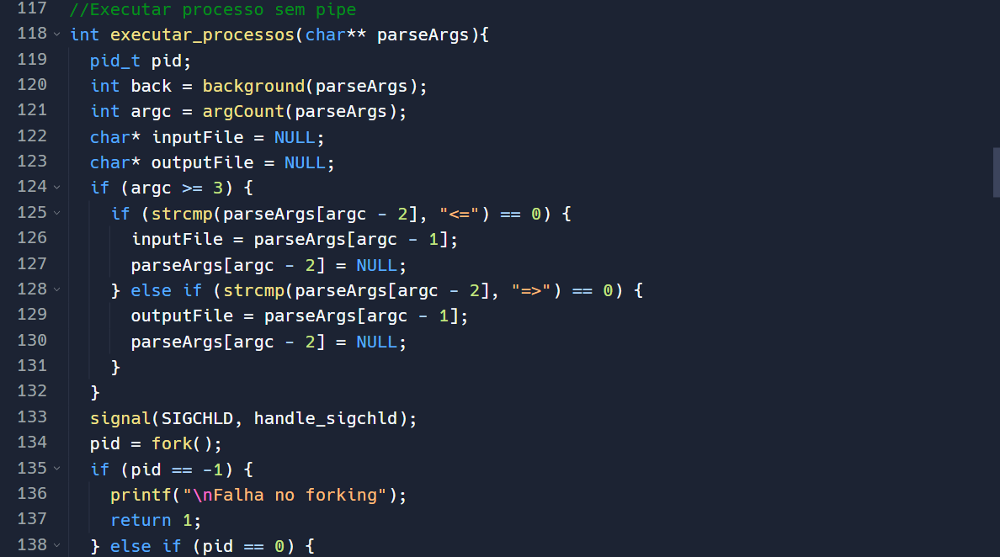 117 //Executar processo sem pipe
118 int executar_processos(char** parseArgs){
119 pid_t pid;
120 int back = background(parseArgs);
121 int argc = argCount(parseArgs);
122 char* inputFile = NULL;
123 char* outputFile = NULL;
124 if (argc >= 3) {
125 if (strcmp(parseArgs[argc - 2], "<=") == 0) {
126 inputFile = parseArgs[argc - 1];
127 parseArgs[argc - 2] = NULL;
128 } else if (strcmp(parseArgs[argc - 2], "=>") == 0) {
129 outputFile = parseArgs[argc - 1];
130 parseArgs[argc - 2] = NULL;
131 }
132 }
133 signal(SIGCHLD, handle_sigchld);
134 pid = fork();
135 if (pid == -1) {
136 printf("\nFalha no forking");
137 return 1;
138 } else if (pid == 0) {